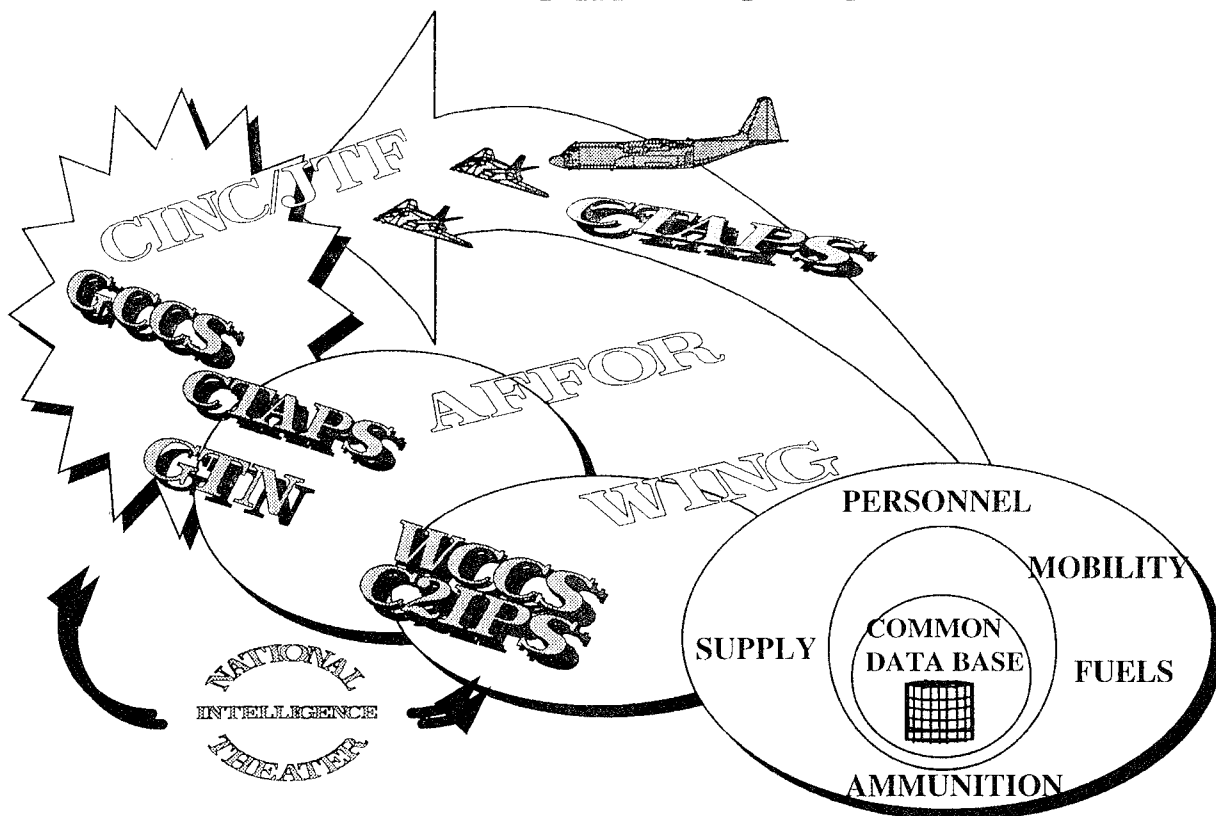 CINC/JTF
CTAPS
GCCS
CTAPS
AFFOR
GTN
WING
WCCS
C2IPS
PERSONNEL
MOBILITY
SUPPLY
COMMON
DATA BASE
FUELS
AMMUNITION
NATIONAL
INTELLIGENCE
THEATER